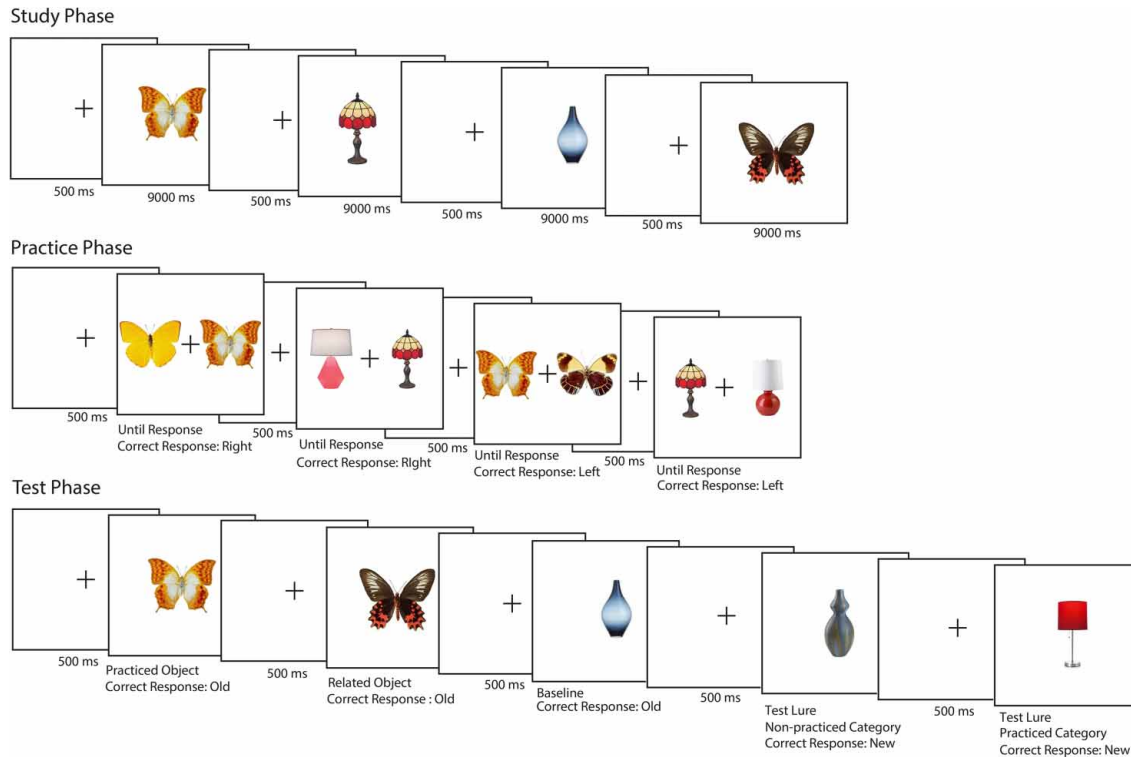 Study Phase
500 ms
9000 ms
500 ms
9000 ms
500 ms
9000 ms
500 ms
9000 ms
Practice Phase
500 ms
Until Response
Correct Response: Right
500 ms
Until Response
Correct Response: RIght
500 ms
Until Response
Correct Response: Left
500 ms
Until Response
Correct Response: Left
Test Phase
500 ms
Practiced Object
Correct Response: Old
500 ms
Related Object
Correct Response : Old
500 ms
Baseline
Correct Response: Old
500 ms
Test Lure
Non-practiced Category
Correct Response: New
500 ms
Test Lure
Practiced Category
Correct Response: New